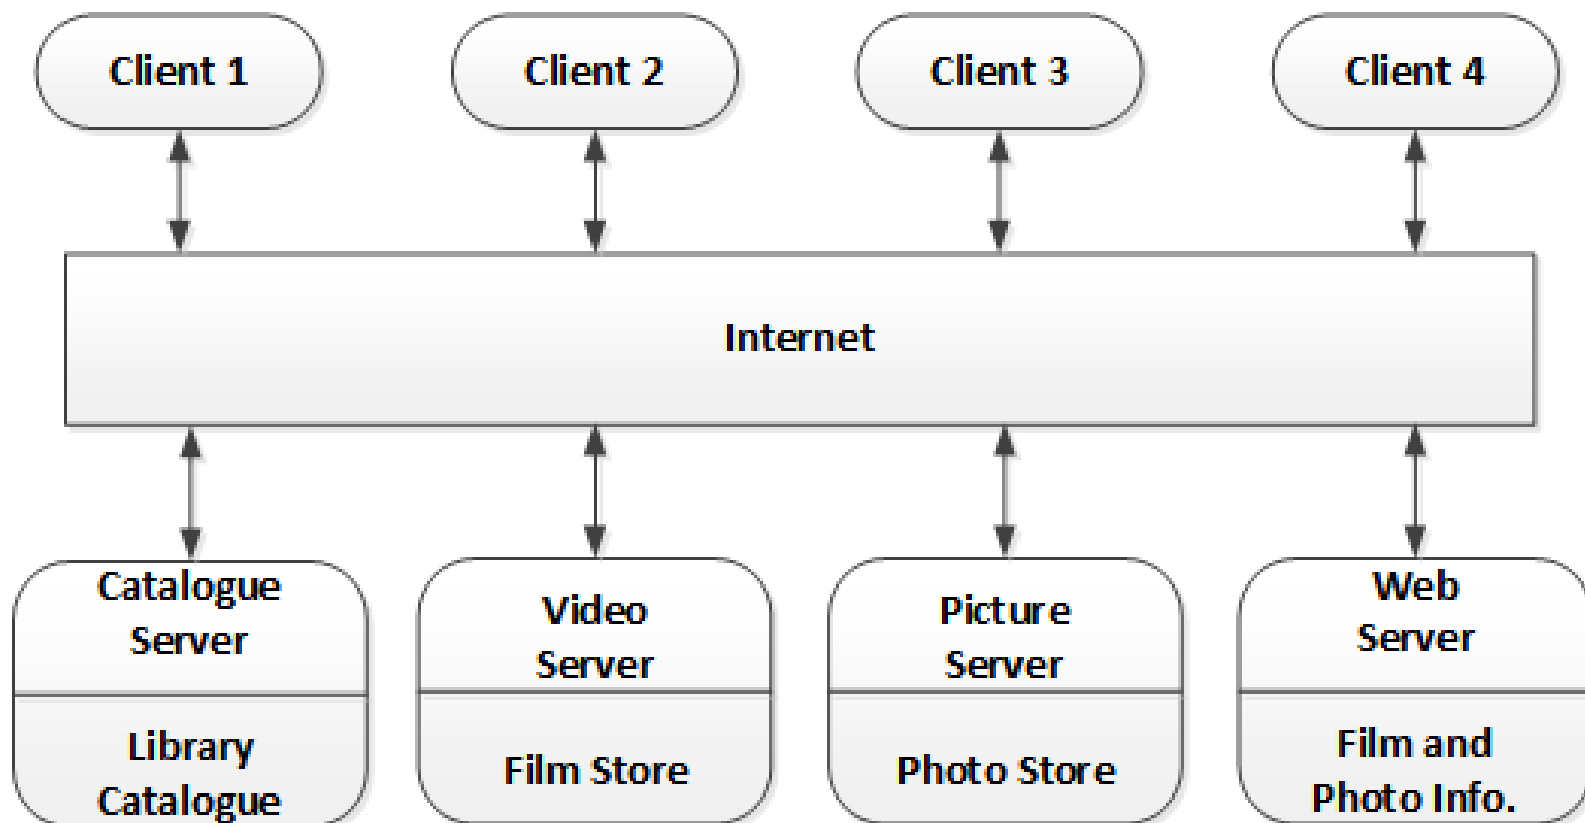 Client 1
Client 2
Client 3
Client 4
Internet
Catalogue
Server
Library
Catalogue
Video
Server
Film Store
Picture
Server
Photo Store
Web
Server
Film and
Photo Info.